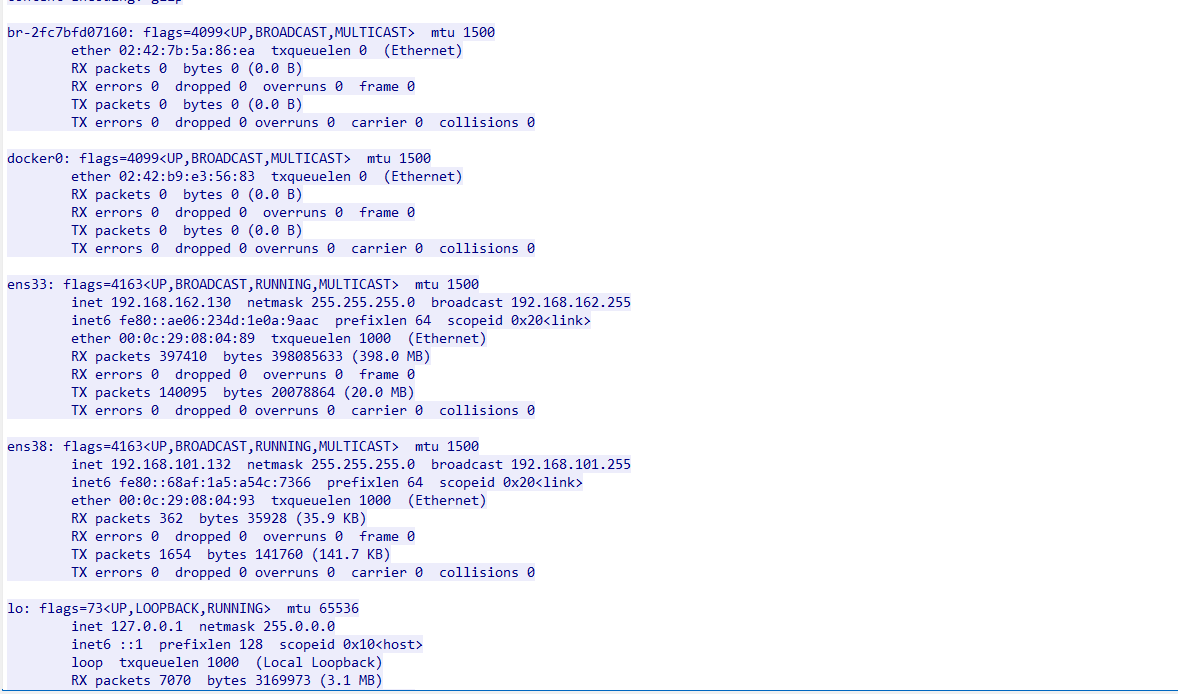 content-encoding: gzip
br-2fc7bfd07160: flags=4099<UP,BROADCAST,MULTICAST>  mtu 1500
ether 02:42:7b:5a:86:ea  txqueuelen 0  (Ethernet)
RX packets 0  bytes 0 (0.0 B)
RX errors 0  dropped 0  overruns 0  frame 0
TX packets 0  bytes 0 (0.0 B)
TX errors 0  dropped 0 overruns 0  carrier 0  collisions 0
docker0: flags=4099<UP,BROADCAST,MULTICAST>  mtu 1500
ether 02:42:b9:e3:56:83  txqueuelen 0  (Ethernet)
RX packets 0  bytes 0 (0.0 B)
RX errors 0  dropped 0  overruns 0  frame 0
TX packets 0  bytes 0 (0.0 B)
TX errors 0  dropped 0 overruns 0  carrier 0  collisions 0
ens33: flags=4163<UP,BROADCAST,RUNNING,MULTICAST>  mtu 1500
inet 192.168.162.130  netmask 255.255.255.0  broadcast 192.168.162.255
inet6 fe80::ae06:234d:1e0a:9aac  prefixlen 64  scopeid 0x20<link>
ether 00:0c:29:08:04:89  txqueuelen 1000  (Ethernet)
RX packets 397410  bytes 398085633 (398.0 MB)
RX errors 0  dropped 0  overruns 0  frame 0
TX packets 140095  bytes 20078864 (20.0 MB)
TX errors 0  dropped 0 overruns 0  carrier 0  collisions 0
ens38: flags=4163<UP,BROADCAST,RUNNING,MULTICAST>  mtu 1500
inet 192.168.101.132  netmask 255.255.255.0  broadcast 192.168.101.255
inet6 fe80::68af:1a5:a54c:7366  prefixlen 64  scopeid 0x20<link>
ether 00:0c:29:08:04:93  txqueuelen 1000  (Ethernet)
RX packets 362  bytes 35928 (35.9 KB)
RX errors 0  dropped 0  overruns 0  frame 0
TX packets 1654  bytes 141760 (141.7 KB)
TX errors 0  dropped 0 overruns 0  carrier 0  collisions 0
lo: flags=73<UP,LOOPBACK,RUNNING>  mtu 65536
inet 127.0.0.1  netmask 255.0.0.0
inet6 ::1  prefixlen 128  scopeid 0x10<host>
loop  txqueuelen 1000  (Local Loopback)
RX packets 7070  bytes 3169973 (3.1 MB)